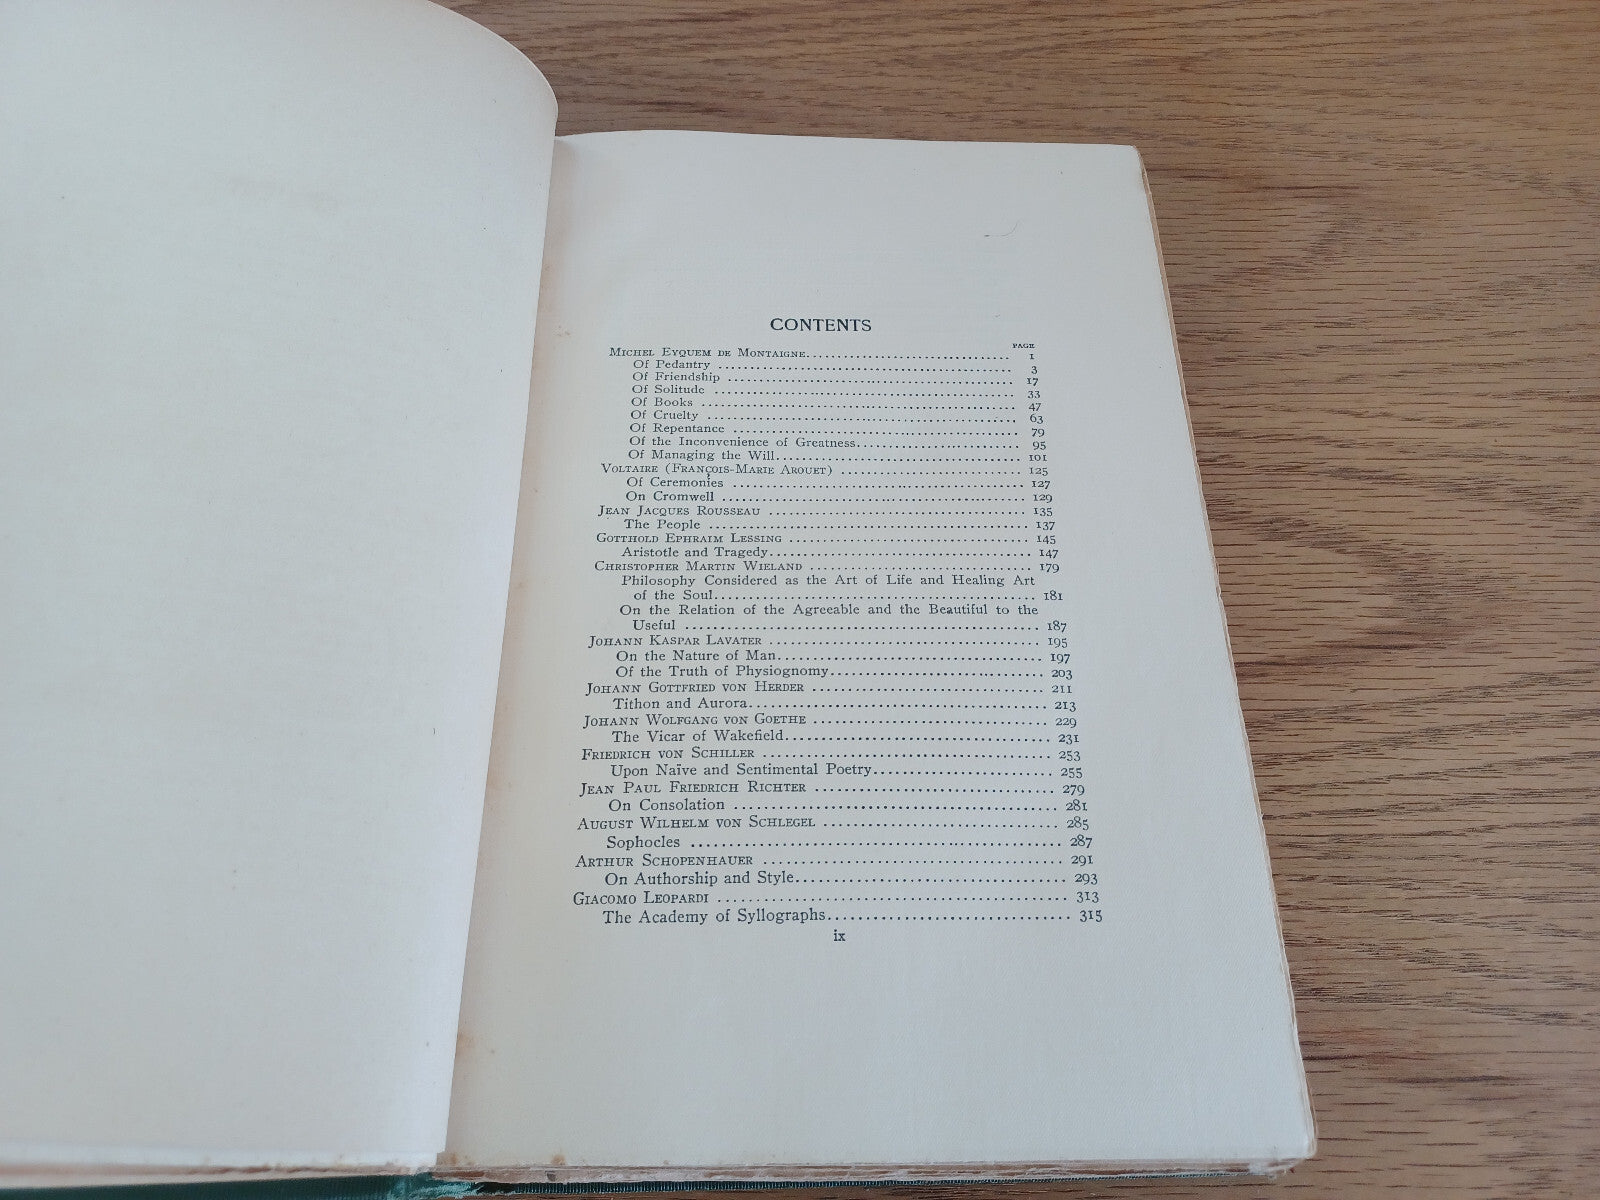 CONTENTS
PAGE
MICHEL EYQUEM DE MONTAIGNE 1
Of Pedantry 3
Of Friendship 17
Of Solitude 33
Of Books 47
Of Cruelty 63
Of Repentance 79
Of the Inconvenience of Greatness 95
Of Managing the Will 101
VOLTAIRE (FRANÇOIS-MARIE AROUET) 125
Of Ceremonies 127
On Cromwell 129
JEAN JACQUES ROUSSEAU 135
The People 137
GOTTHOLD EPHRAIM LESSING 145
Aristotle and Tragedy 147
CHRISTOPHER MARTIN WIELAND 179
Philosophy Considered as the Art of Life and Healing Art
of the Soul 181
On the Relation of the Agreeable and the Beautiful to the
Useful 187
JOHANN KASPAR LAVATER 195
On the Nature of Man 197
Of the Truth of Physiognomy 203
JOHANN GOTTFRIED VON HERDER 211
Tithon and Aurora 213
JOHANN WOLFGANG VON GOETHE 229
The Vicar of Wakefield 231
FRIEDRICH VON SCHILLER 253
Upon Naïve and Sentimental Poetry 255
JEAN PAUL FRIEDRICH RICHTER 279
On Consolation 281
AUGUST WILHELM VON SCHLEGEL 285
Sophocles 287
ARTHUR SCHOPENHAUER 291
On Authorship and Style 293
GIACOMO LEOPARDI 313
The Academy of Syllographs 315
ix